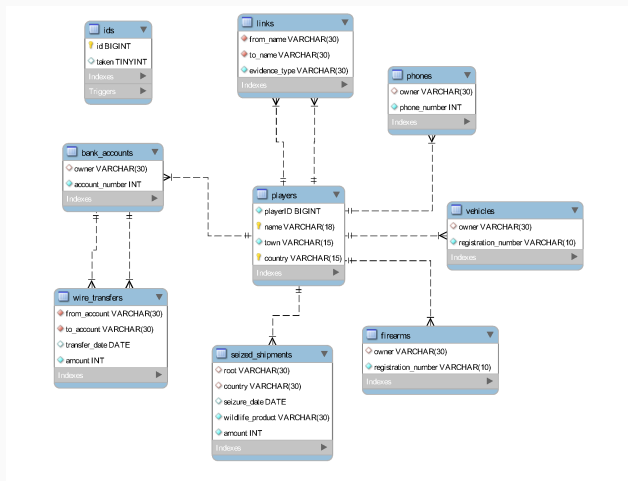 ids
id BIGINT
taken TINYINT
Indexes
Triggers
links
from_name VARCHAR(30)
to_name VARCHAR(30)
evidence_type VARCHAR(30)
Indexes
phones
owner VARCHAR(30)
phone_number INT
Indexes
bank_accounts
owner VARCHAR(30)
account_number INT
Indexes
players
playerID BIGINT
name VARCHAR(18)
town VARCHAR(15)
country VARCHAR(15)
Indexes
vehicles
owner VARCHAR(30)
registration_number VARCHAR(10)
Indexes
wire_transfers
from_account VARCHAR(30)
to_account VARCHAR(30)
transfer_date DATE
amount INT
Indexes
seized_shipments
root VARCHAR(30)
country VARCHAR(30)
seizure_date DATE
wildlife_product VARCHAR(30)
amount INT
Indexes
firearms
owner VARCHAR(30)
registration_number VARCHAR(10)
Indexes